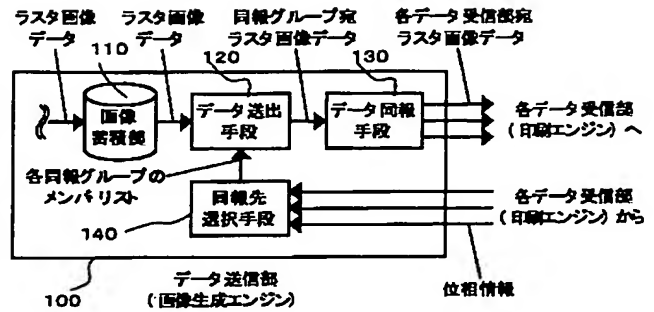 ラスタ画像
データ
ラスタ画像
データ
同報グループ宛
ラスタ画像データ
各データ受信部宛
ラスタ画像データ
110
120
130
画像
蓄積部
データ送出
手段
データ同報
手段
各データ受信部
(印刷エンジン)へ
各同報グループの
メンバリスト
同報先
選択手段
140
各データ受信部
(印刷エンジン)から
100
データ送信部
(画像生成エンジン)
位相情報